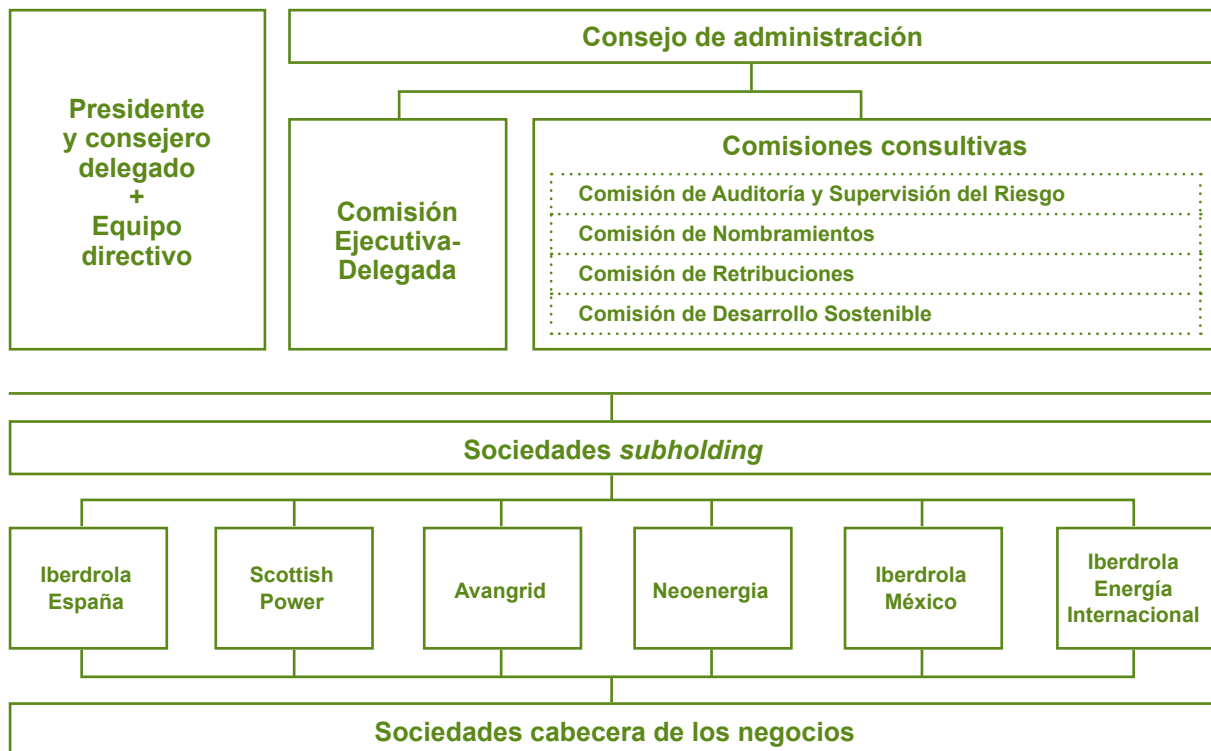 Presidente
y consejero
delegado
+
Equipo
directivo
Consejo de administración
Comisión
Ejecutiva-
Delegada
Comisiones consultivas
Comisión de Auditoría y Supervisión del Riesgo
Comisión de Nombramientos
Comisión de Retribuciones
Comisión de Desarrollo Sostenible
Sociedades subholding
Iberdrola
España
Scottish
Power
Avangrid
Neoenergia
Iberdrola
México
Iberdrola
Energía
Internacional
Sociedades cabecera de los negocios